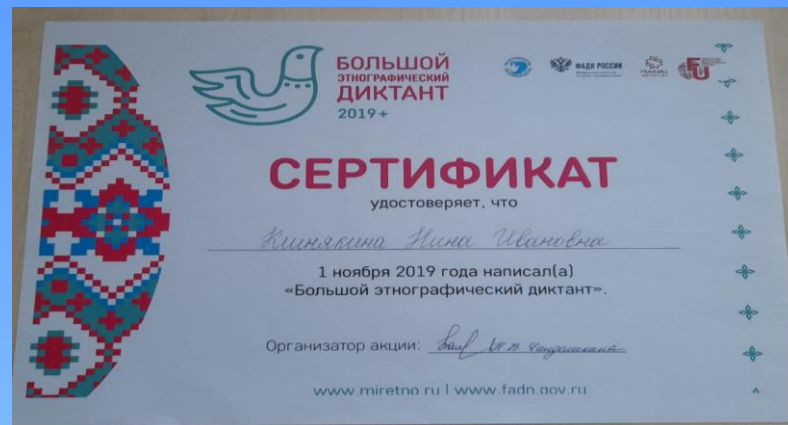 БОЛЬШОЙ
ЭТНОГРАФИЧЕСКИЙ
ДИКТАНТ
2019+
ФАДН РОССИИ
СЕРТИФИКАТ
удостоверяет, что
Клинякина Нина Ивановна
1 ноября 2019 года написал(а)
«Большой этнографический диктант».
Организатор акции:
www.miretno.ru | www.fadn.gov.ru